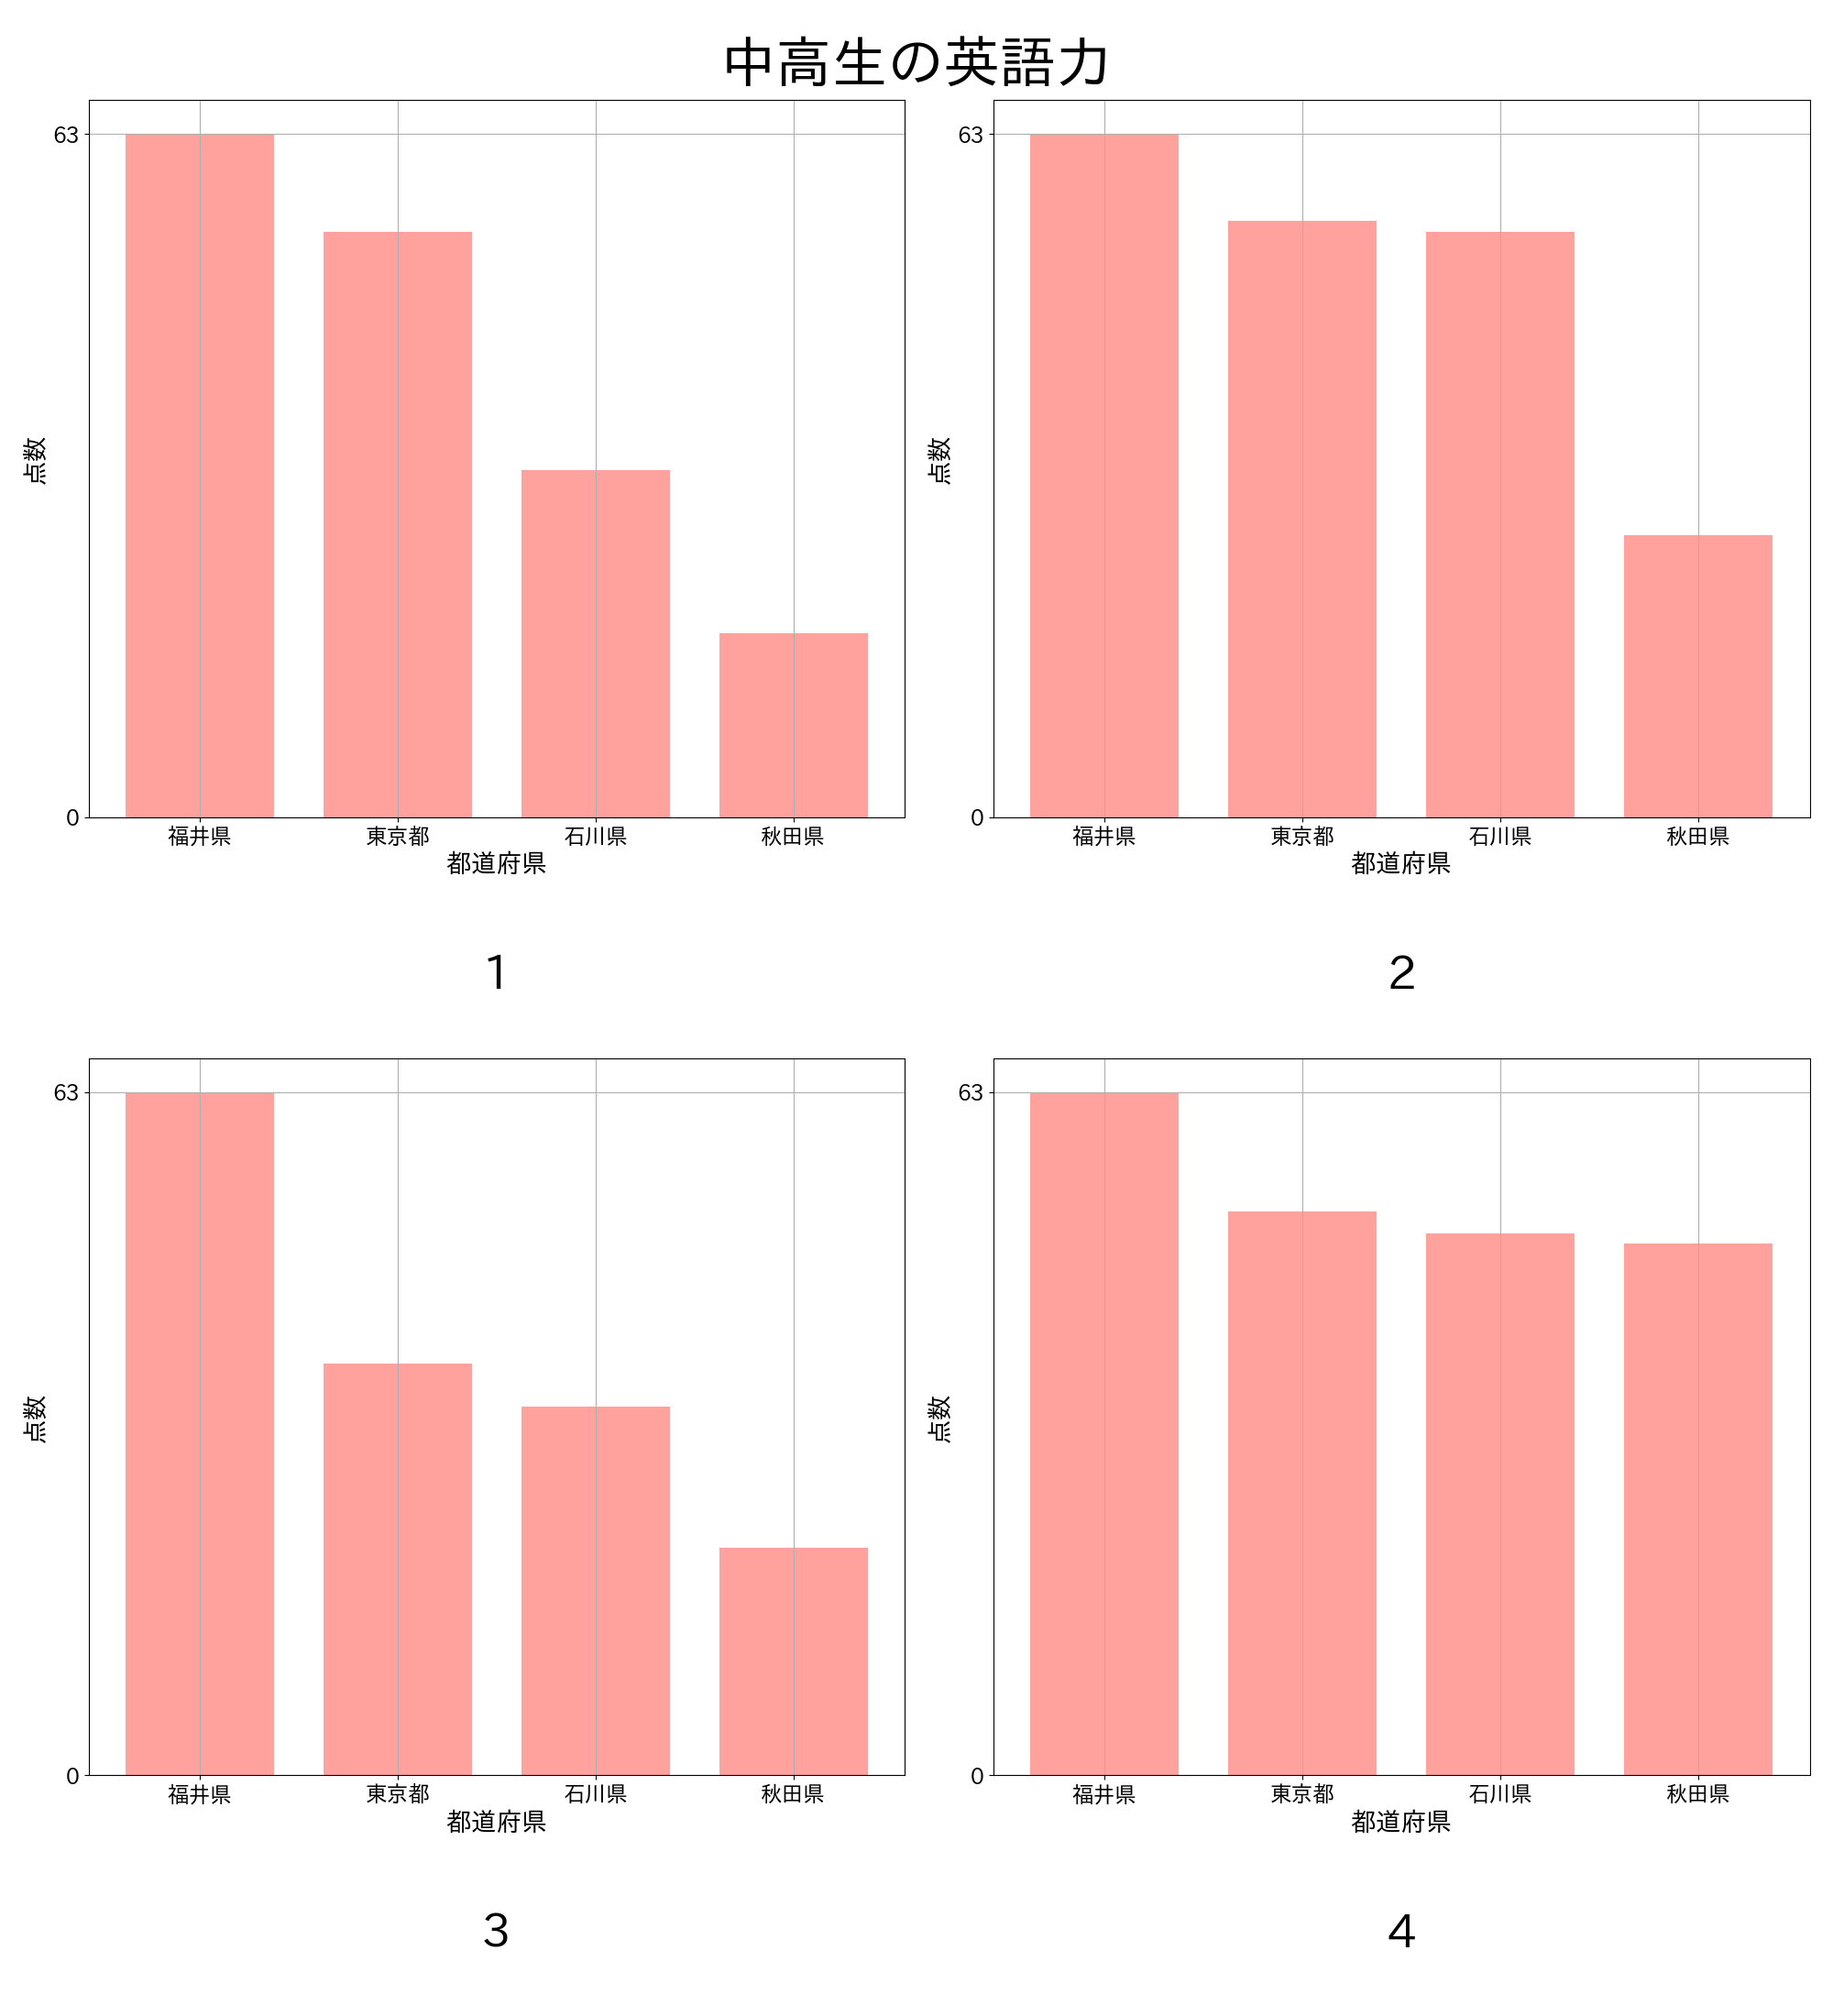 中高生の英語力
63
点数
0
福井県 東京都 石川県 秋田県
都道府県
1
63
点数
0
福井県 東京都 石川県 秋田県
都道府県
2
63
点数
0
福井県 東京都 石川県 秋田県
都道府県
3
63
点数
0
福井県 東京都 石川県 秋田県
都道府県
4